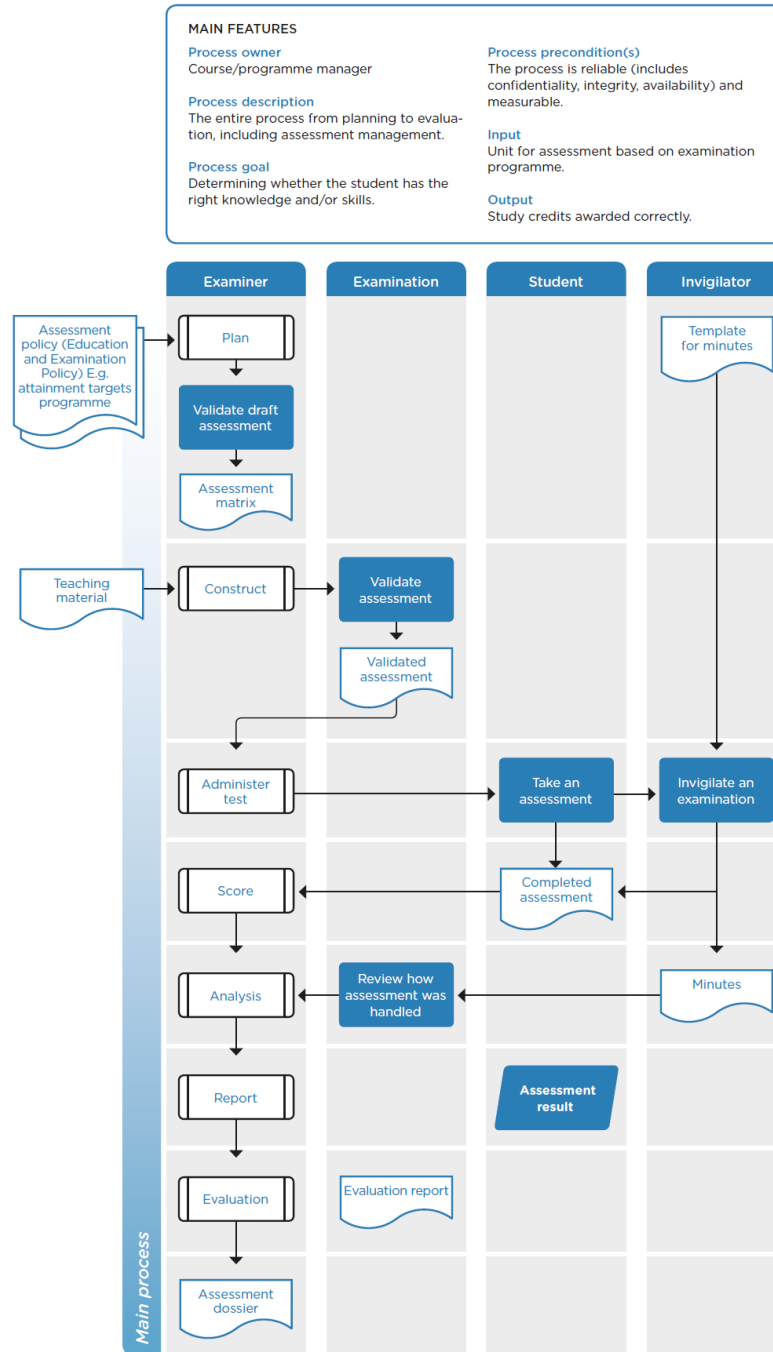 MAIN FEATURES
Process owner
Course/programme manager
Process description
The entire process from planning to evalua-
tion, including assessment management.
Process goal
Determining whether the student has the
right knowledge and/or skills.
Process precondition(s)
The process is reliable (includes
confidentiality, integrity, availability) and
measurable.
Input
Unit for assessment based on examination
programme.
Output
Study credits awarded correctly.
Examiner
Examination
Student
Invigilator
Assessment
policy (Education
and Examination
Policy) E.g.
attainment targets
programme
Plan
Template
for minutes
Validate draft
assessment
Assessment
matrix
Teaching
material
Construct
Validate
assessment
Validated
assessment
Administer
test
Take an
assessment
Invigilate an
examination
Score
Completed
assessment
Analysis
Review how
assessment was
handled
Minutes
Report
Assessment
result
Evaluation
Evaluation report
Assessment
dossier
Main process